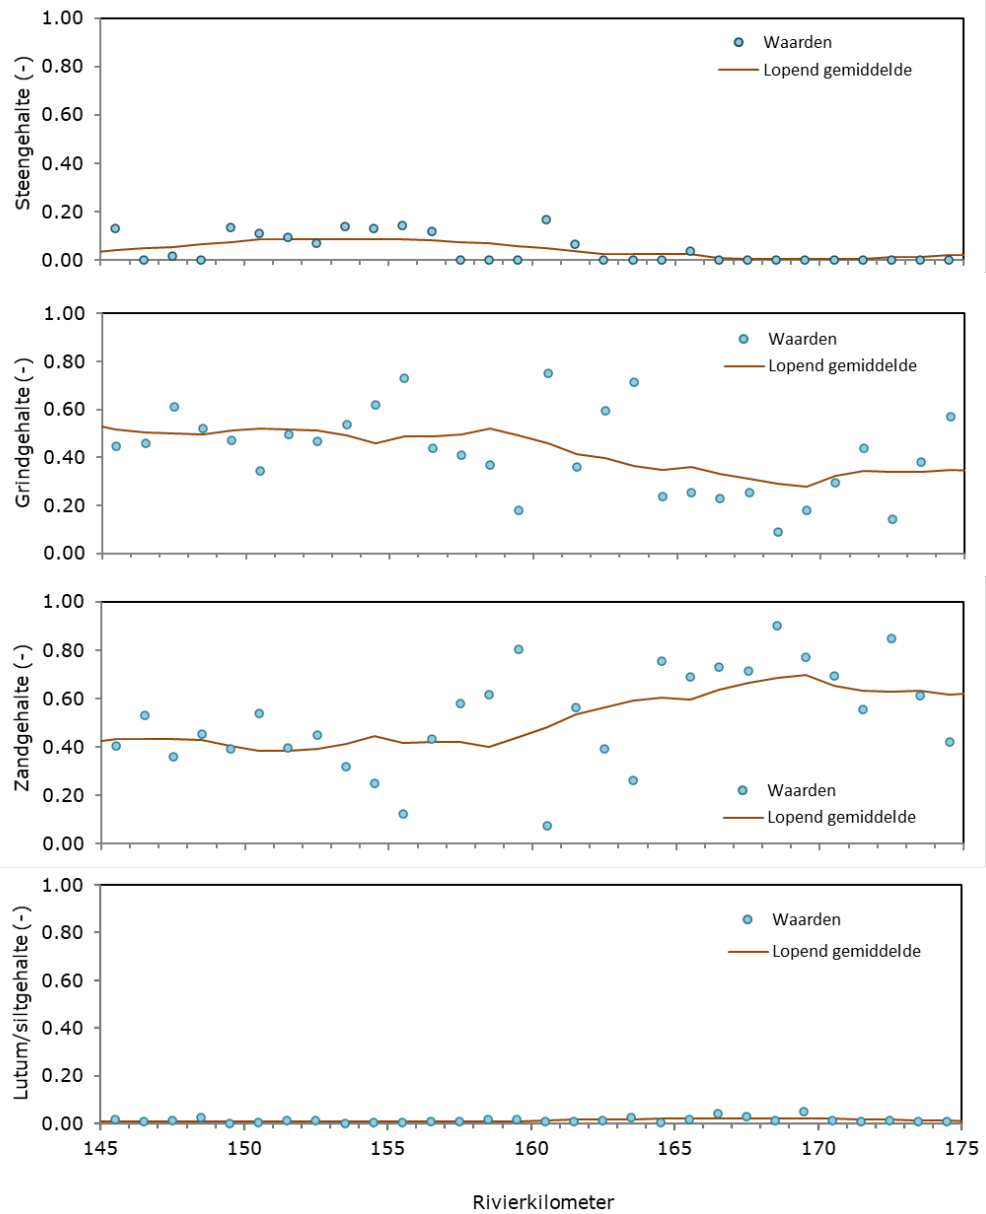 Steengehalte (-)
1.00
0.80
0.60
0.40
0.20
0.00
Waarden
Lopend gemiddelde
Grindgehalte (-)
1.00
0.80
0.60
0.40
0.20
0.00
Waarden
Lopend gemiddelde
Zandgehalte (-)
1.00
0.80
0.60
0.40
0.20
0.00
Waarden
Lopend gemiddelde
Lutum/siltgehalte (-)
1.00
0.80
0.60
0.40
0.20
0.00
Waarden
Lopend gemiddelde
145 150 155 160 165 170 175
Rivierkilometer